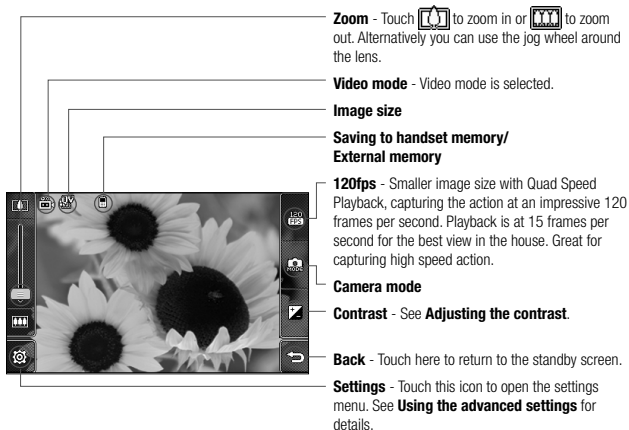 Zoom - Touch to zoom in or to zoom
out. Alternatively you can use the jog wheel around
the lens.
Video mode - Video mode is selected.
Image size
Saving to handset memory/
External memory
120fps - Smaller image size with Quad Speed
Playback, capturing the action at an impressive 120
frames per second. Playback is at 15 frames per
second for the best view in the house. Great for
capturing high speed action.
Camera mode
Contrast - See Adjusting the contrast.
Back - Touch here to return to the standby screen.
Settings - Touch this icon to open the settings
menu. See Using the advanced settings for
details.
120
FPS
MODE